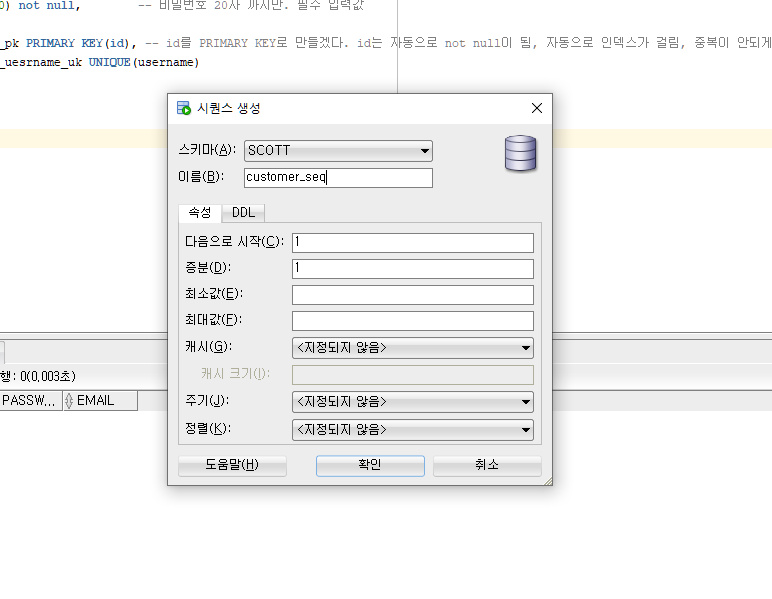 0) not null,          -- 비밀번호 20자 까지만. 필수 입력값
_pk PRIMARY KEY(id), -- id를 PRIMARY KEY로 만들겠다. id는 자동으로 not null이 됨, 자동으로 인덱스가 걸림, 중복이 안되게
_uesrname_uk UNIQUE(username)
시퀀스 생성
스키마(A): SCOTT
이름(B): customer_seq
속성 DDL
다음으로 시작(C): 1
증분(D): 1
최소값(E):
최대값(F):
캐시(G): <지정되지 않음>
캐시 크기(I):
주기(J): <지정되지 않음>
정렬(K): <지정되지 않음>
도움말(H) 확인 취소
행: 0(0,003초)
PASSW... EMAIL